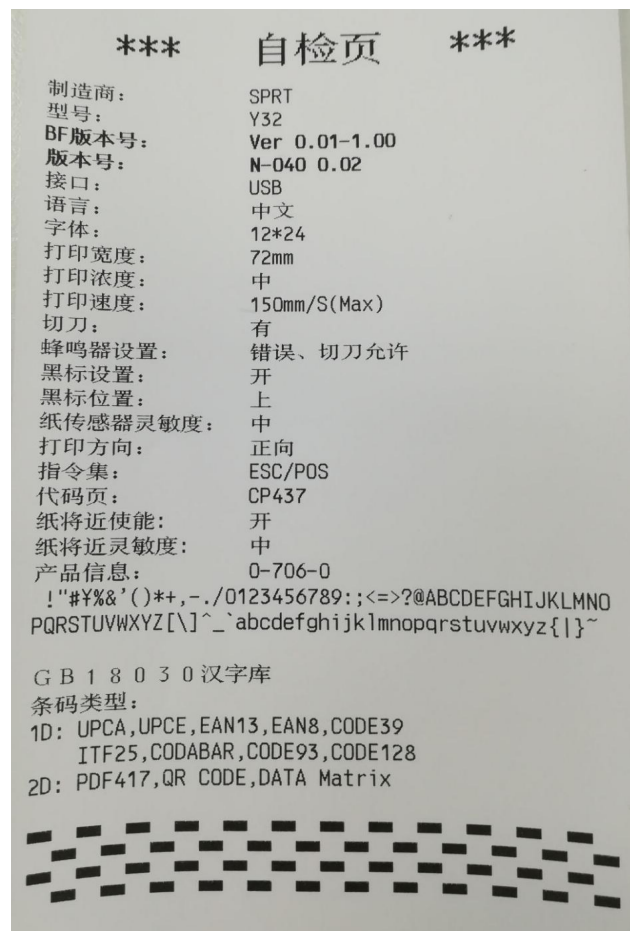 *** 自检页 ***
制造商： SPRT
型号： Y32
BF版本号： Ver 0.01-1.00
版本号： N-040 0.02
接口： USB
语言： 中文
字体： 12*24
打印宽度： 72mm
打印浓度： 中
打印速度： 150mm/S(Max)
切刀： 有
蜂鸣器设置： 错误、切刀允许
黑标设置： 开
黑标位置： 上
纸传感器灵敏度： 中
打印方向： 正向
指令集： ESC/POS
代码页： CP437
纸将近使能： 开
纸将近灵敏度： 中
产品信息： 0-706-0
!"#¥%&'()*+,-./0123456789:;<=>?@ABCDEFGHIJKLMNO
PQRSTUVWXYZ[\]^_`abcdefghijklmnopqrstuvwxyz{|}~
ＧＢ１８０３０汉字库
条码类型：
1D: UPCA,UPCE,EAN13,EAN8,CODE39
ITF25,CODABAR,CODE93,CODE128
2D: PDF417,QR CODE,DATA Matrix